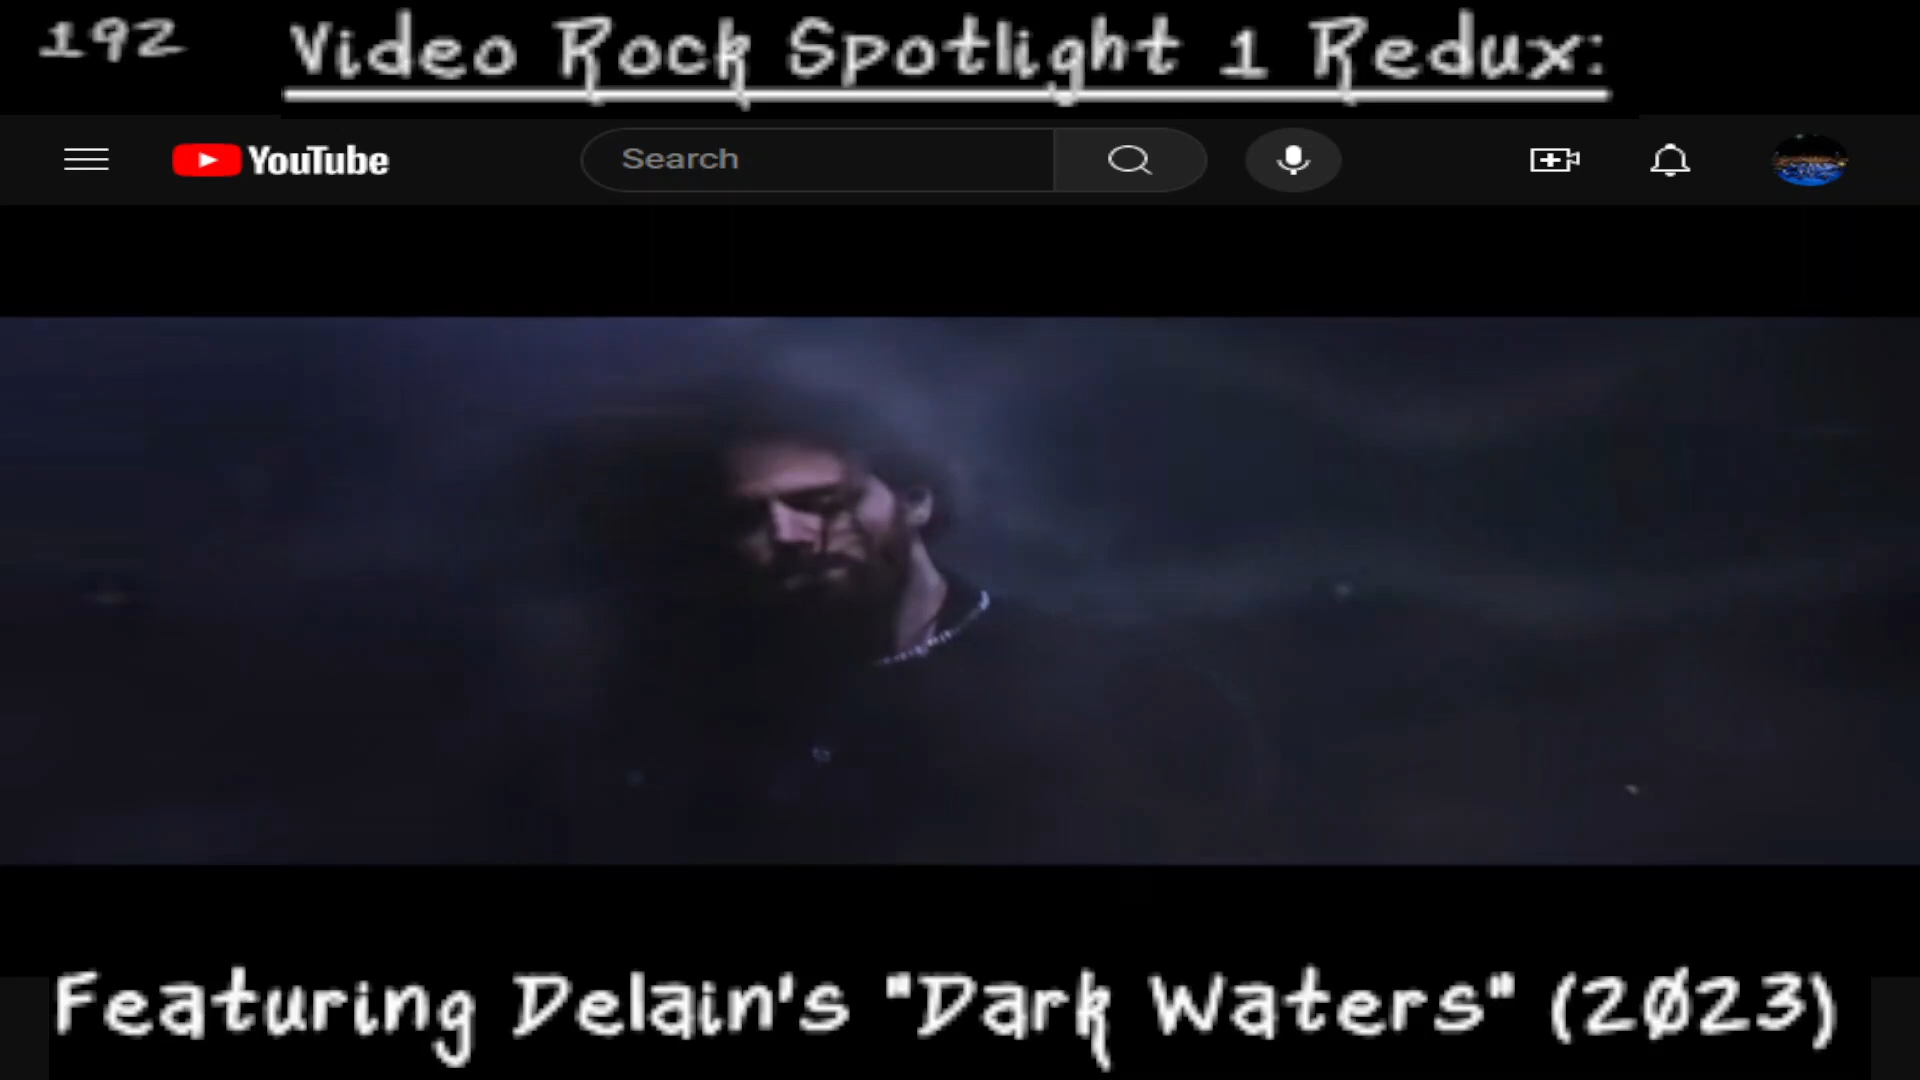 192 Video Rock Spotlight 1 Redux:
YouTube Search
Featuring Delain's "Dark Waters" (2023)